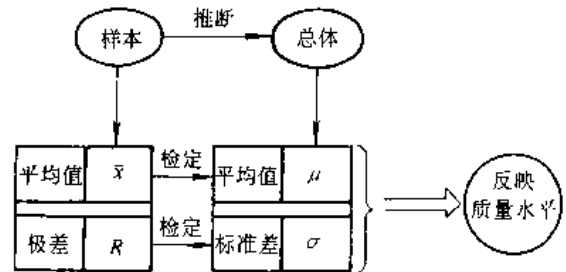 样本 推断 总体
平均值 x̄ 检定 平均值 μ
反映
质量水平
极差 R 检定 标准差 σ